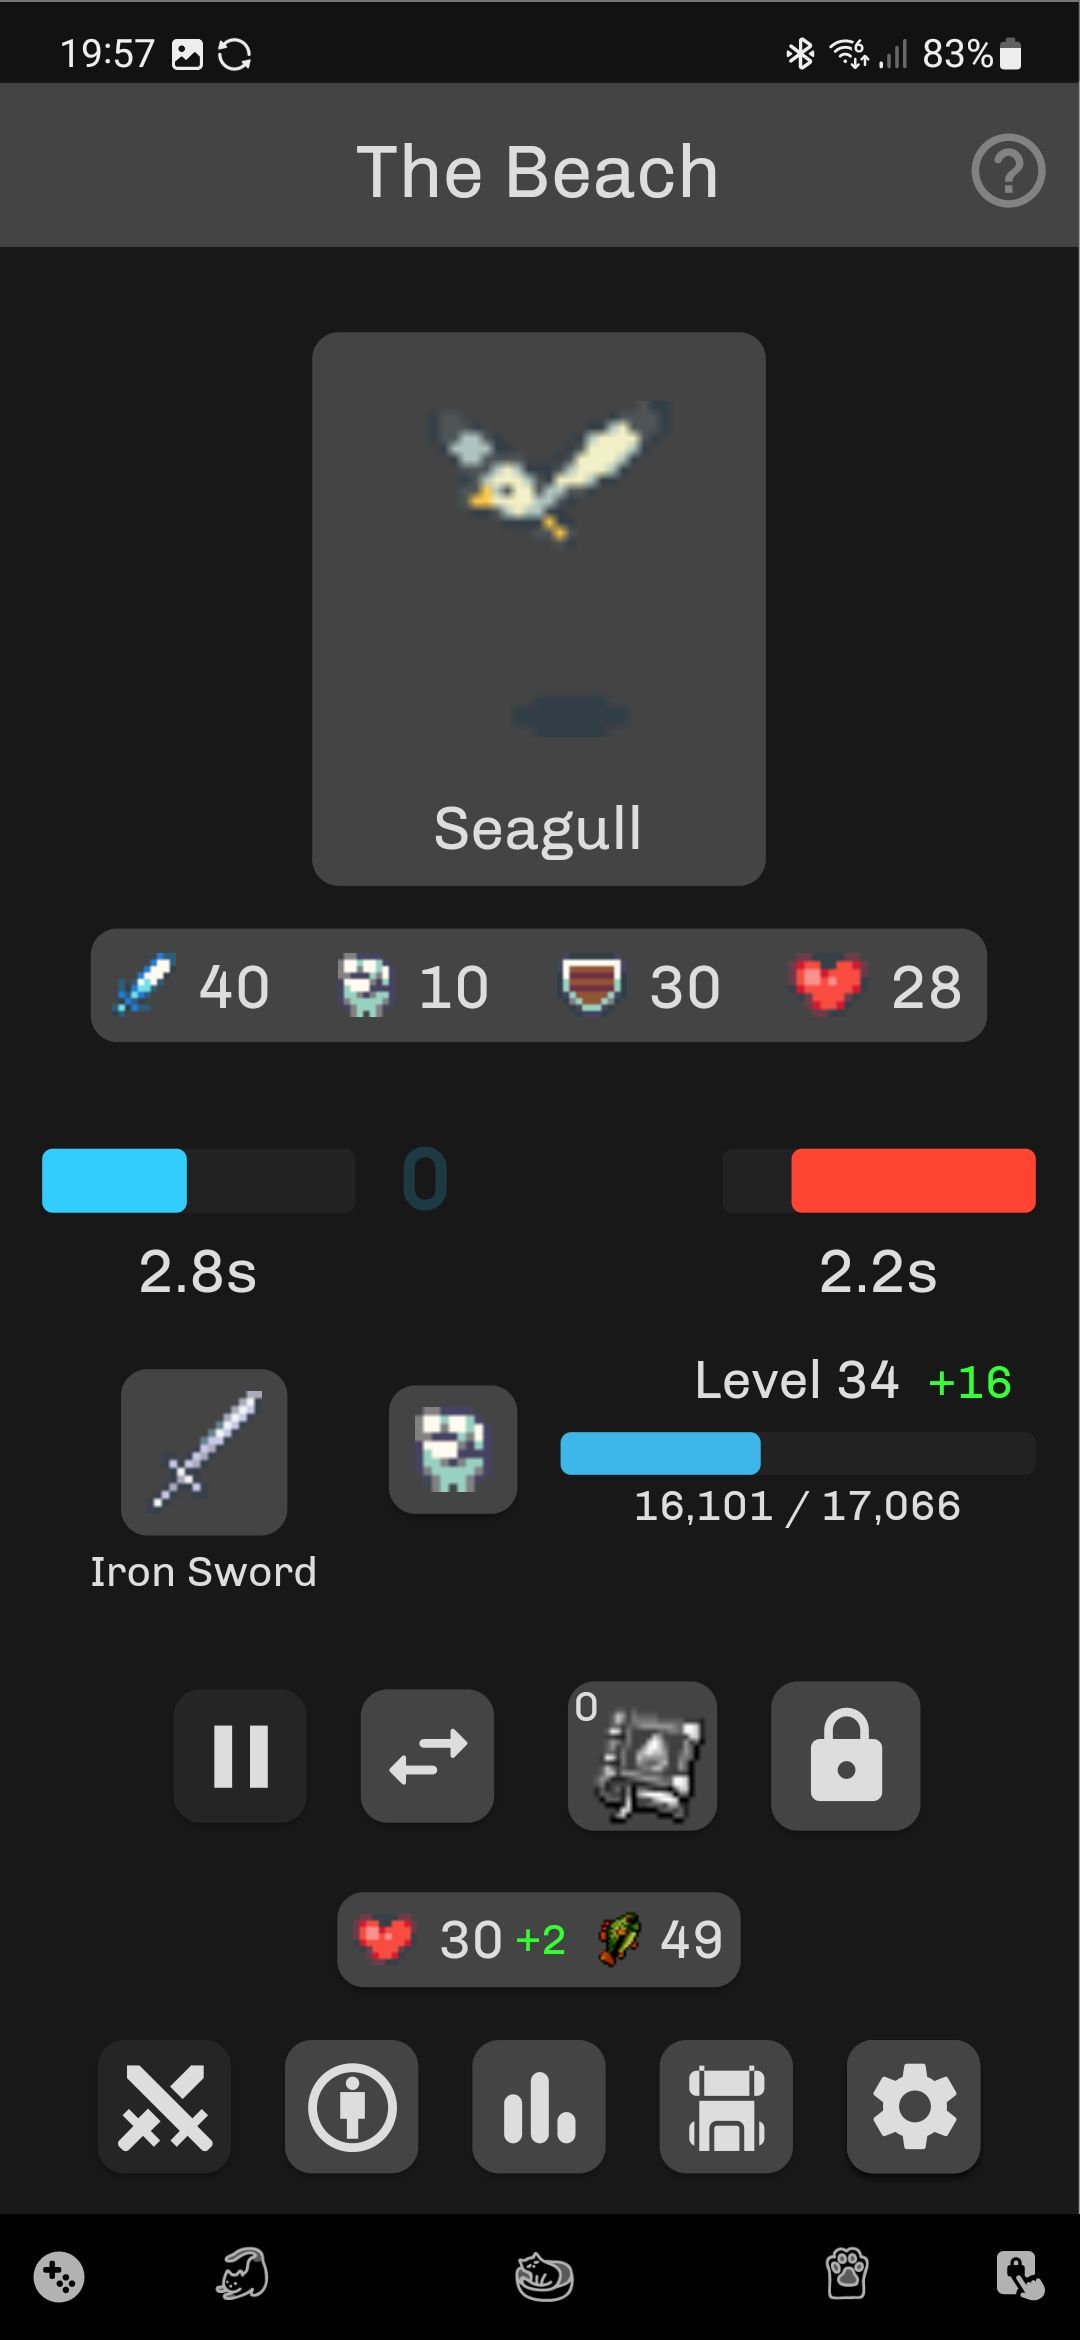 19:57 6 83%
The Beach ?
Seagull
40 10 30 28
0
2.8s 2.2s
Level 34 +16
16,101 / 17,066
Iron Sword
0
30 +2 49